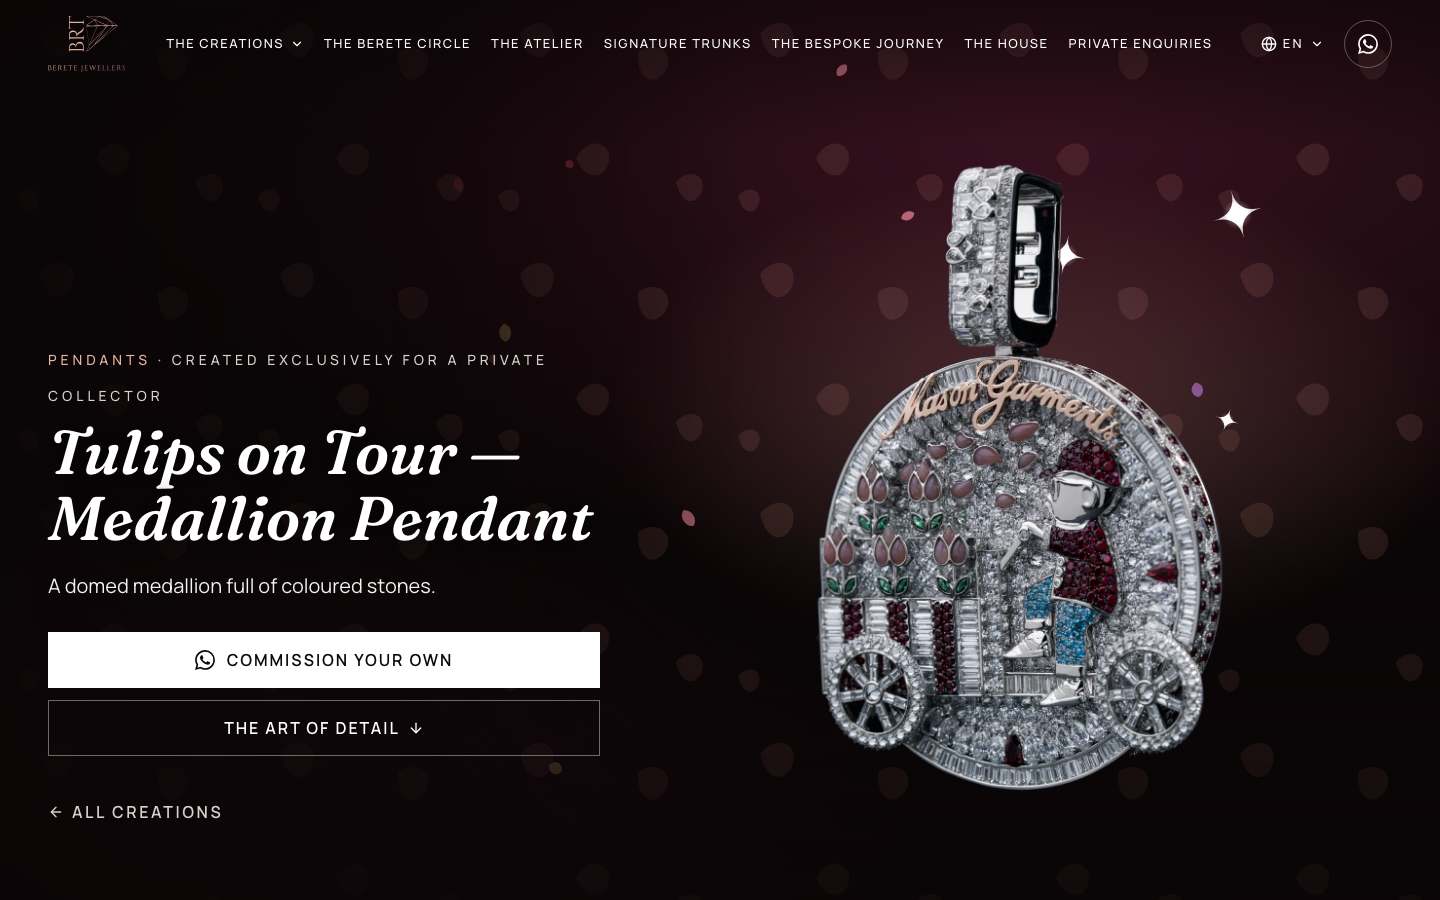 BRT
BERETE JEWELLERS
THE CREATIONS
THE BERETE CIRCLE
THE ATELIER
SIGNATURE TRUNKS
THE BESPOKE JOURNEY
THE HOUSE
PRIVATE ENQUIRIES
EN
PENDANTS · CREATED EXCLUSIVELY FOR A PRIVATE
COLLECTOR
Tulips on Tour —
Medallion Pendant
A domed medallion full of coloured stones.
COMMISSION YOUR OWN
THE ART OF DETAIL ↓
← ALL CREATIONS
Mason Garments